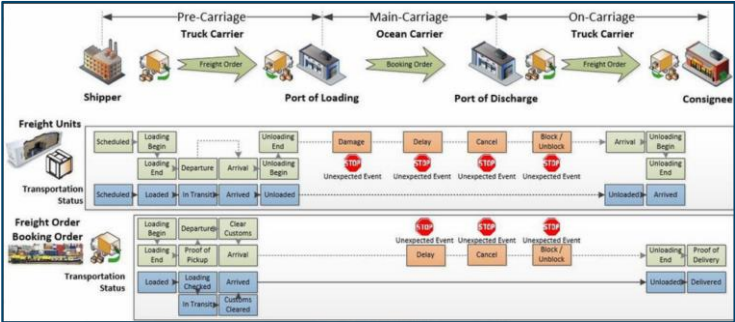 Pre-Carriage
Main-Carriage
On-Carriage
Truck Carrier
Ocean Carrier
Truck Carrier
Freight Order
Booking Order
Freight Order
Shipper
Port of Loading
Port of Discharge
Consignee
Freight Units
Scheduled
Loading
Begin
Unloading
End
Damage
Delay
Cancel
Block /
Unblock
Arrival
Unloading
Begin
Loading
End
Departure
Arrival
Unloading
Begin
STOP
STOP
STOP
STOP
Unexpected Event
Unexpected Event
Unexpected Event
Unexpected Event
Unloading
End
Transportation
Status
Scheduled
Loaded
In Transit
Arrived
Unloaded
Unloaded
Arrived
Freight Order
Booking Order
Loading
Begin
Departure
Clear
Customs
STOP
STOP
STOP
Unexpected Event
Unexpected Event
Unexpected Event
Loading
End
Proof of
Pickup
Arrival
Delay
Cancel
Block /
Unblock
Unloading
End
Proof of
Delivery
Transportation
Status
Loaded
Loading
Checked
Arrived
Unloaded
Delivered
In Transit
Customs
Cleared